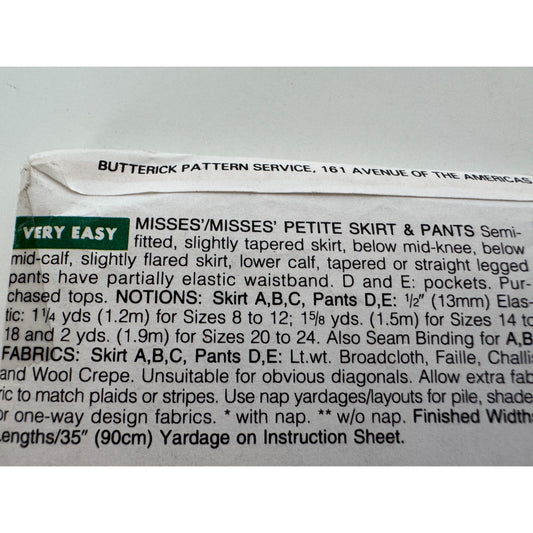 BUTTERICK PATTERN SERVICE, 161 AVENUE OF THE AMERICAS
VERY EASY MISSES'/MISSES' PETITE SKIRT & PANTS Semi-
fitted, slightly tapered skirt, below mid-knee, below
mid-calf, slightly flared skirt, lower calf, tapered or straight legged
pants have partially elastic waistband. D and E: pockets. Pur-
chased tops. NOTIONS: Skirt A,B,C, Pants D,E: 1/2" (13mm) Elas-
tic: 1 1/4 yds (1.2m) for Sizes 8 to 12; 1 5/8 yds. (1.5m) for Sizes 14 to
18 and 2 yds. (1.9m) for Sizes 20 to 24. Also Seam Binding for A,B
FABRICS: Skirt A,B,C, Pants D,E: Lt.wt. Broadcloth, Faille, Challis
and Wool Crepe. Unsuitable for obvious diagonals. Allow extra fab
ric to match plaids or stripes. Use nap yardages/layouts for pile, shade
or one-way design fabrics. * with nap. ** w/o nap. Finished Width
Lengths/35" (90cm) Yardage on Instruction Sheet.